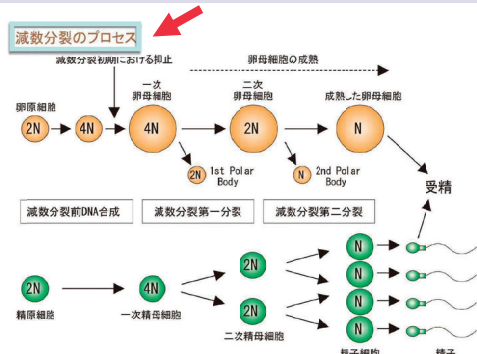 減数分裂のプロセス
減数分裂初期における抑止
卵母細胞の成熟
一次
卵母細胞
二次
卵母細胞
成熟した卵母細胞
卵原細胞
2N
4N
4N
2N
N
2N
1st Polar
Body
N
2nd Polar
Body
受精
減数分裂前DNA合成
減数分裂第一分裂
減数分裂第二分裂
2N
4N
2N
2N
N
N
N
N
精原細胞
一次精母細胞
二次精母細胞
精子細胞
精子